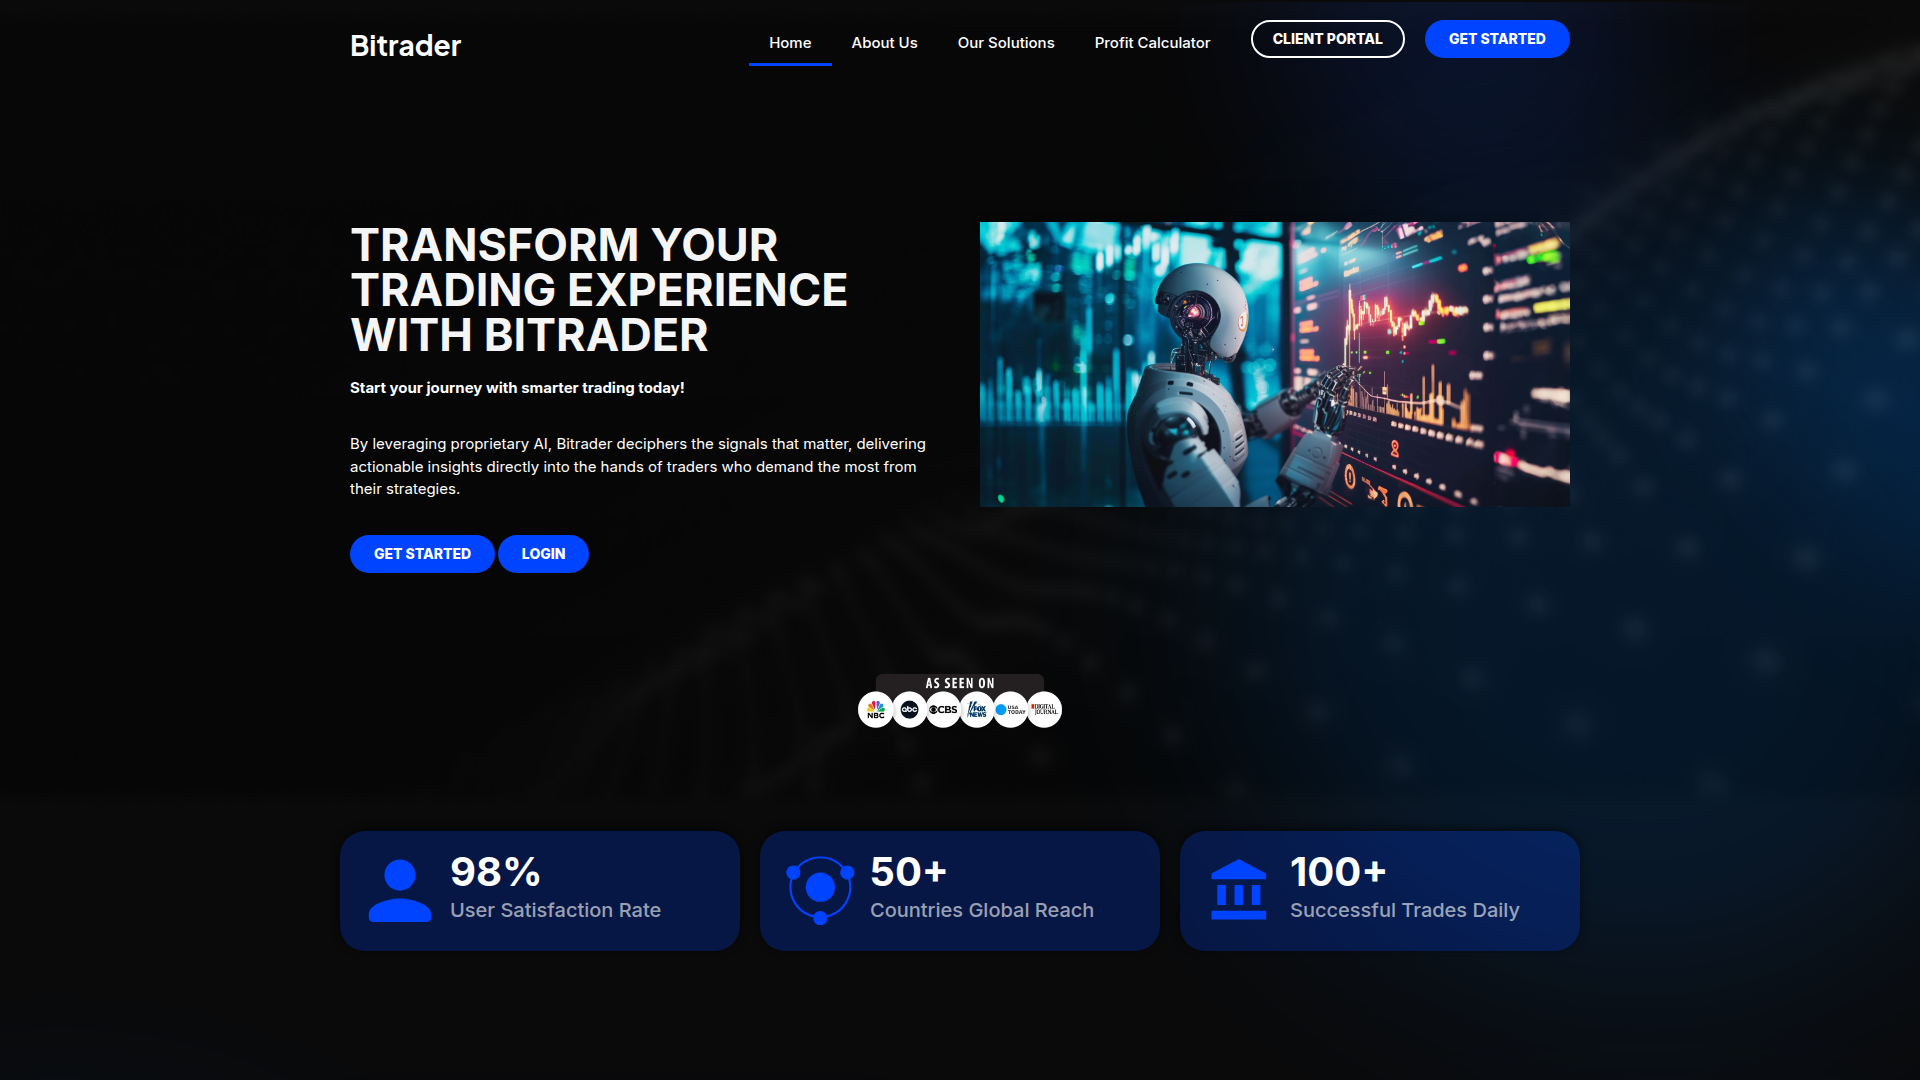 Bitrader
Home
About Us
Our Solutions
Profit Calculator
CLIENT PORTAL
GET STARTED
TRANSFORM YOUR
TRADING EXPERIENCE
WITH BITRADER
Start your journey with smarter trading today!
By leveraging proprietary AI, Bitrader deciphers the signals that matter, delivering
actionable insights directly into the hands of traders who demand the most from
their strategies.
GET STARTED
LOGIN
AS SEEN ON
NBC
abc
CBS
FOX
NEWS
USA
TODAY
DIGITAL
JOURNAL
98%
User Satisfaction Rate
50+
Countries Global Reach
100+
Successful Trades Daily